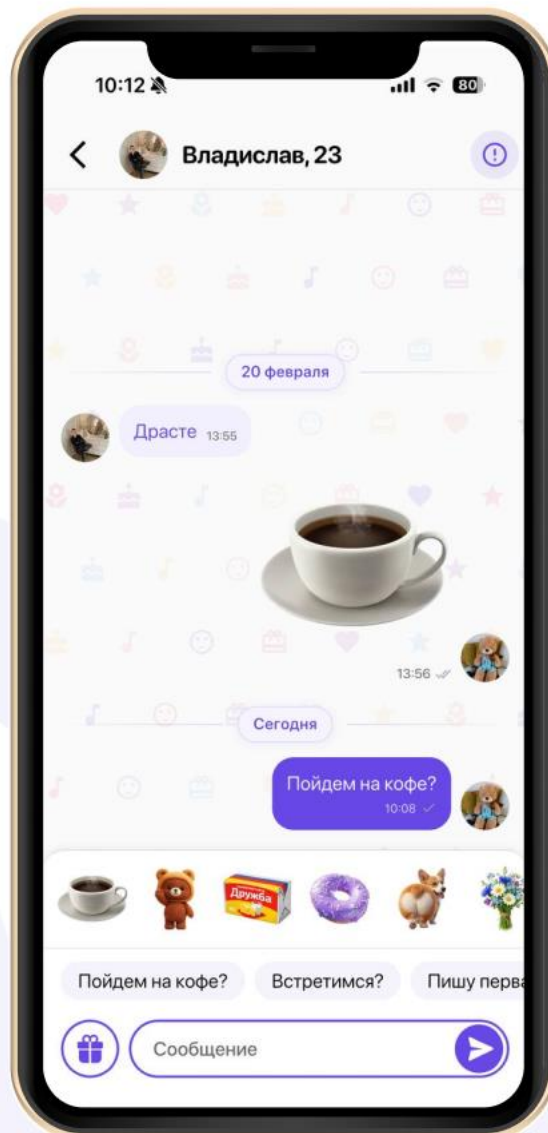 10:12
80
Владислав, 23
20 февраля
Драсте 13:55
13:56
Сегодня
Пойдем на кофе?
10:08
Дружба
Пойдем на кофе? Встретимся? Пишу перва
Сообщение